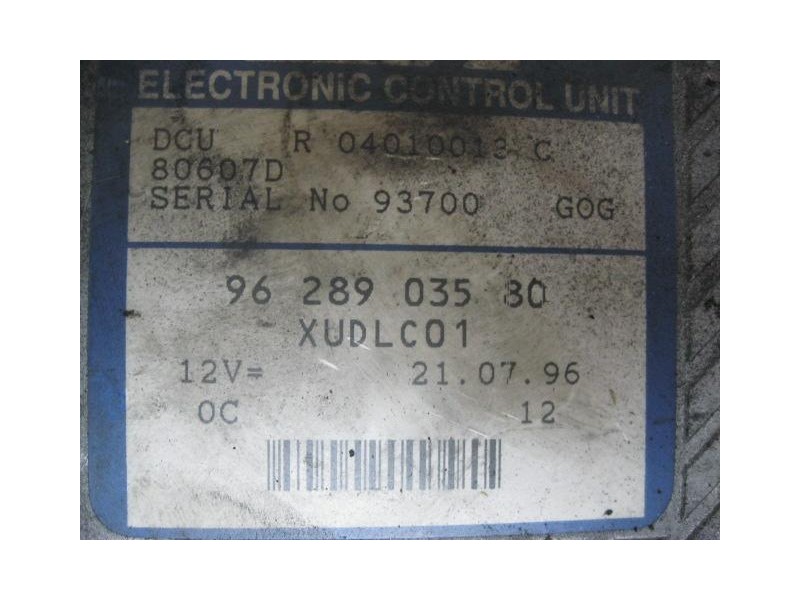 ELECTRONIC CONTROL UNIT
DCU R 04010013 C
80607D
SERIAL No 93700 GOG
96 289 035 80
XUDLC01
12V= 21.07.96
0C 12